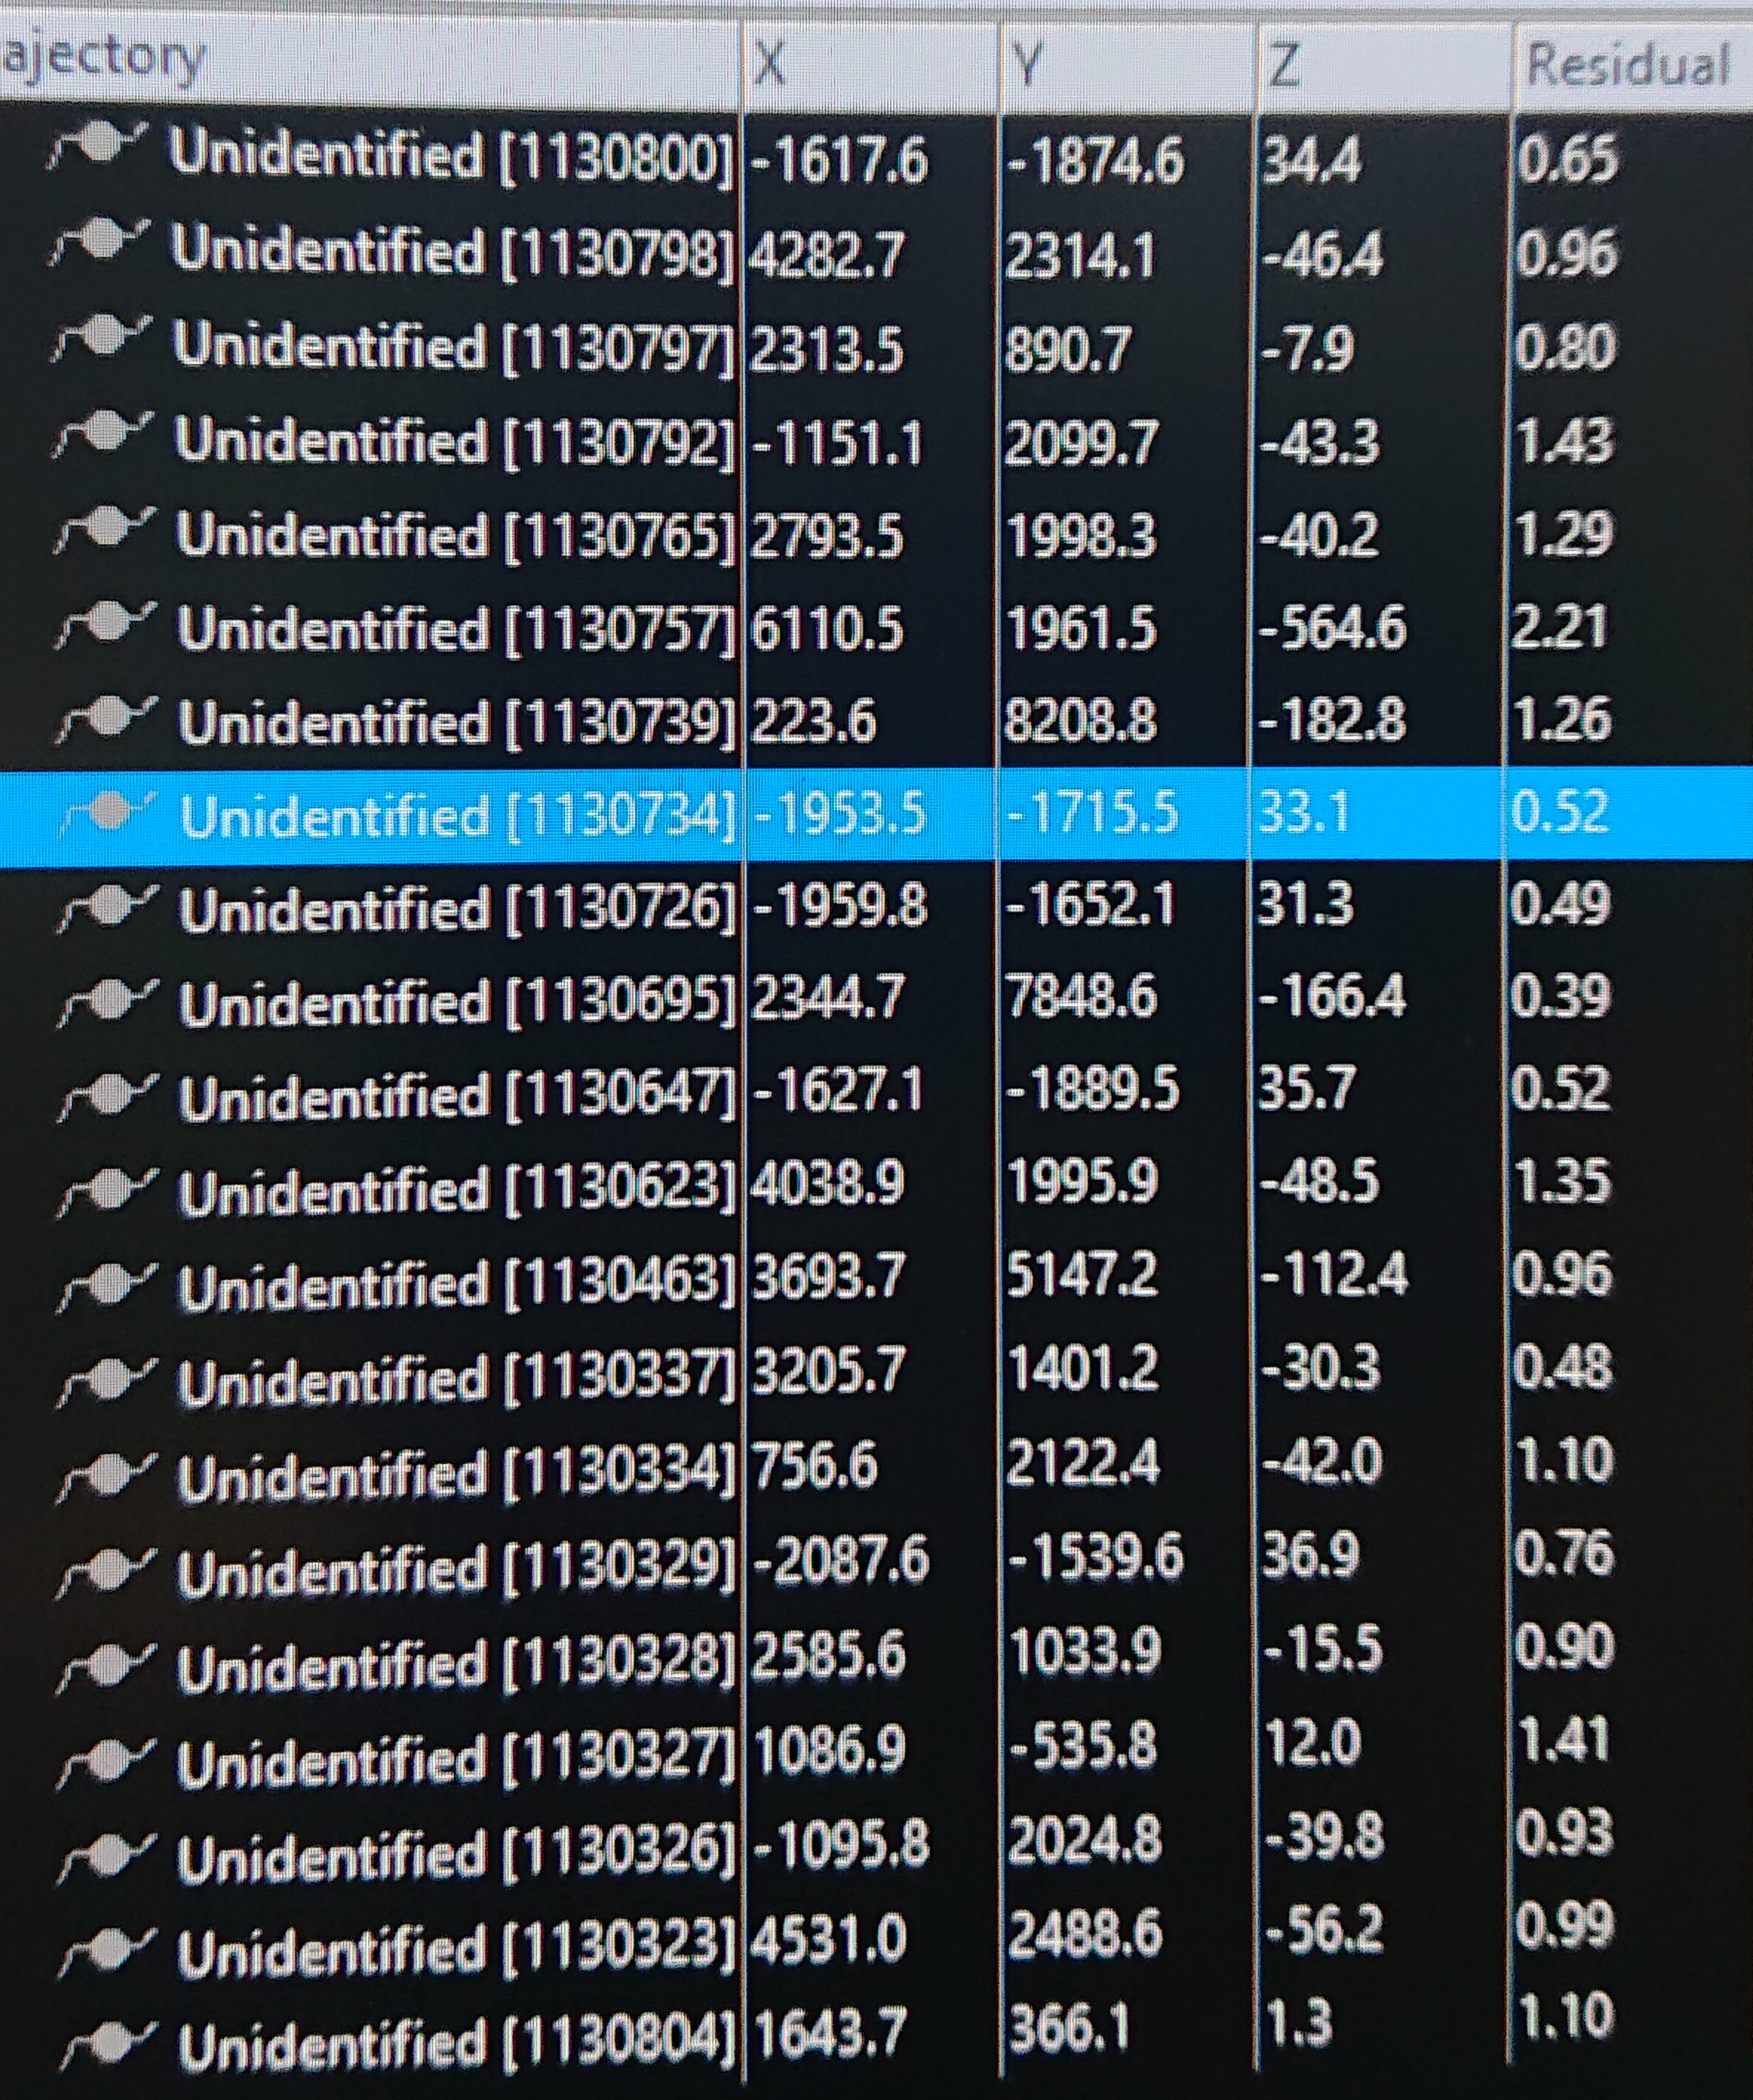 ajectory X Y Z Residual
Unidentified [1130800] -1617.6 -1874.6 34.4 0.65
Unidentified [1130798] 4282.7 2314.1 -46.4 0.96
Unidentified [1130797] 2313.5 890.7 -7.9 0.80
Unidentified [1130792] -1151.1 2099.7 -43.3 1.43
Unidentified [1130765] 2793.5 1998.3 -40.2 1.29
Unidentified [1130757] 6110.5 1961.5 -564.6 2.21
Unidentified [1130739] 223.6 8208.8 -182.8 1.26
Unidentified [1130734] -1953.5 -1715.5 33.1 0.52
Unidentified [1130726] -1959.8 -1652.1 31.3 0.49
Unidentified [1130695] 2344.7 7848.6 -166.4 0.39
Unidentified [1130647] -1627.1 -1889.5 35.7 0.52
Unidentified [1130623] 4038.9 1995.9 -48.5 1.35
Unidentified [1130463] 3693.7 5147.2 -112.4 0.96
Unidentified [1130337] 3205.7 1401.2 -30.3 0.48
Unidentified [1130334] 756.6 2122.4 -42.0 1.10
Unidentified [1130329] -2087.6 -1539.6 36.9 0.76
Unidentified [1130328] 2585.6 1033.9 -15.5 0.90
Unidentified [1130327] 1086.9 -535.8 12.0 1.41
Unidentified [1130326] -1095.8 2024.8 -39.8 0.93
Unidentified [1130323] 4531.0 2488.6 -56.2 0.99
Unidentified [1130804] 1643.7 366.1 1.3 1.10